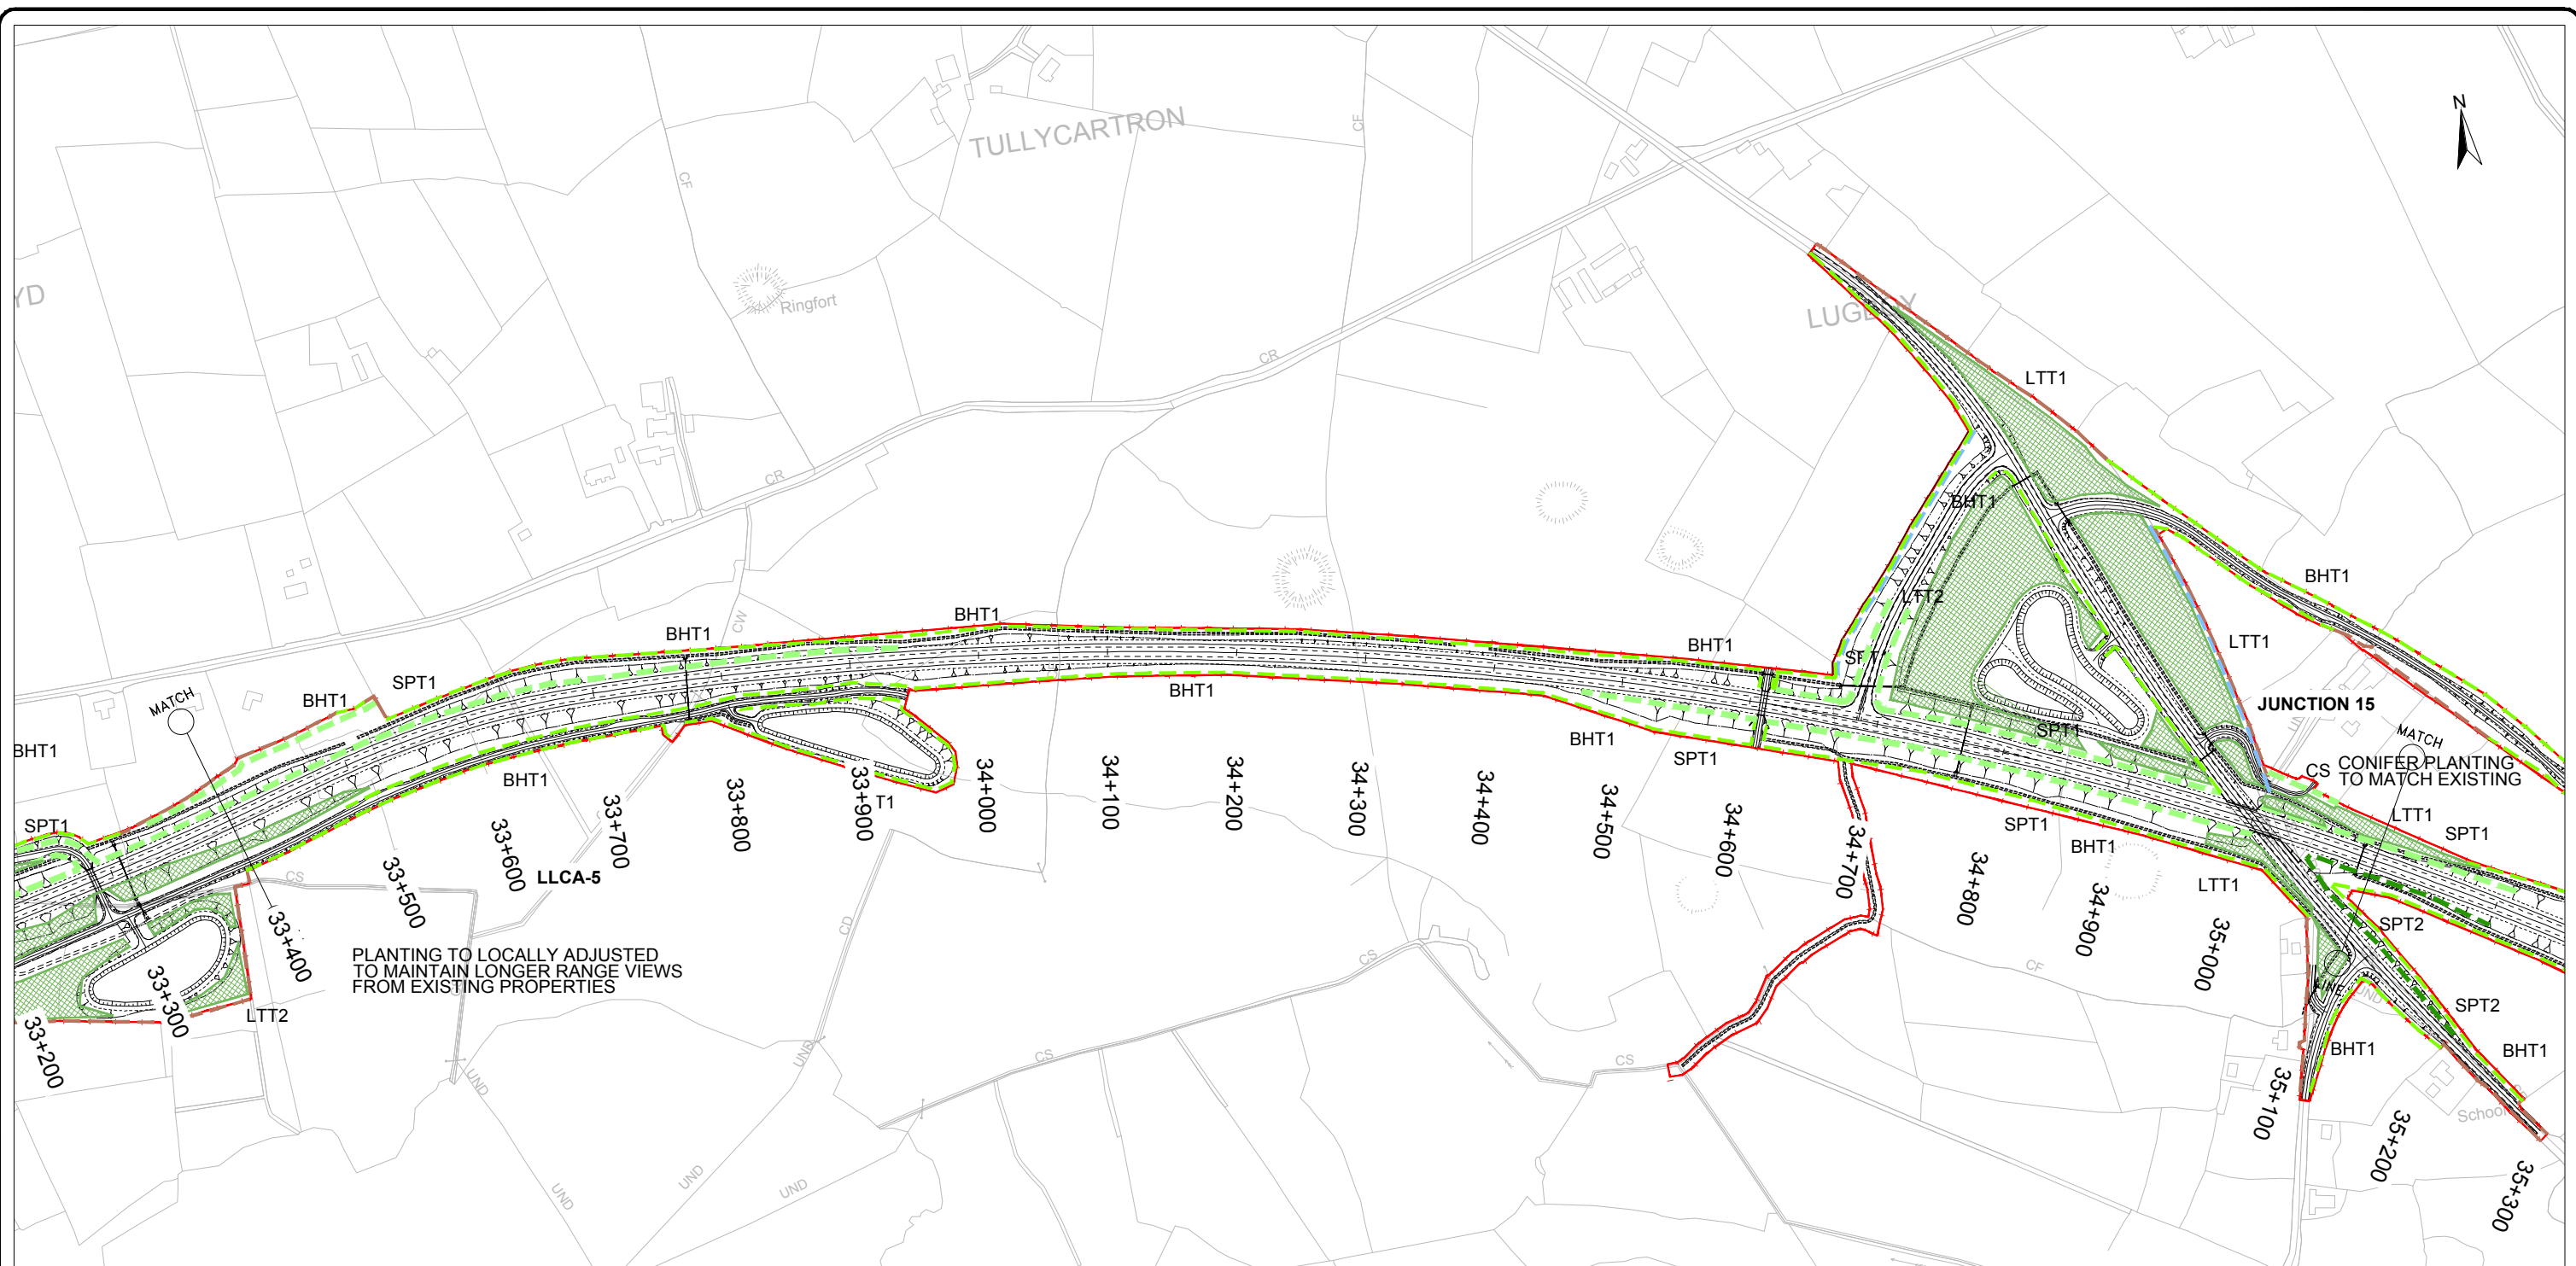 TULLYCARTRON
CF
CF
N
YD
Ringfort
CR
CR
LTT1
BHT1
LTT2
BHT1
LTT1
CW
BHT1
BHT1
BHT1
BHT1
SPT1
BHT1
MATCH
BHT1
BHT1
BHT1
SPT1
SPT1
BHT1
JUNCTION 15
MATCH
CONIFER PLANTING
TO MATCH EXISTING
CS
LTT1
SPT1
SPT1
BHT1
LTT1
SPT2
SPT2
BHT1
BHT1
SPT1
CS
LLCA-5
CD
PLANTING TO LOCALLY ADJUSTED
TO MAINTAIN LONGER RANGE VIEWS
FROM EXISTING PROPERTIES
LTT2
33+200
33+300
33+400
33+500
33+600
33+700
33+800
33+900
T1
34+000
34+100
34+200
34+300
34+400
34+500
34+600
34+700
34+800
34+900
35+000
35+100
35+200
35+300
CS
CS
CS
CF
UND
UND
UND
UND
UND
UND
School